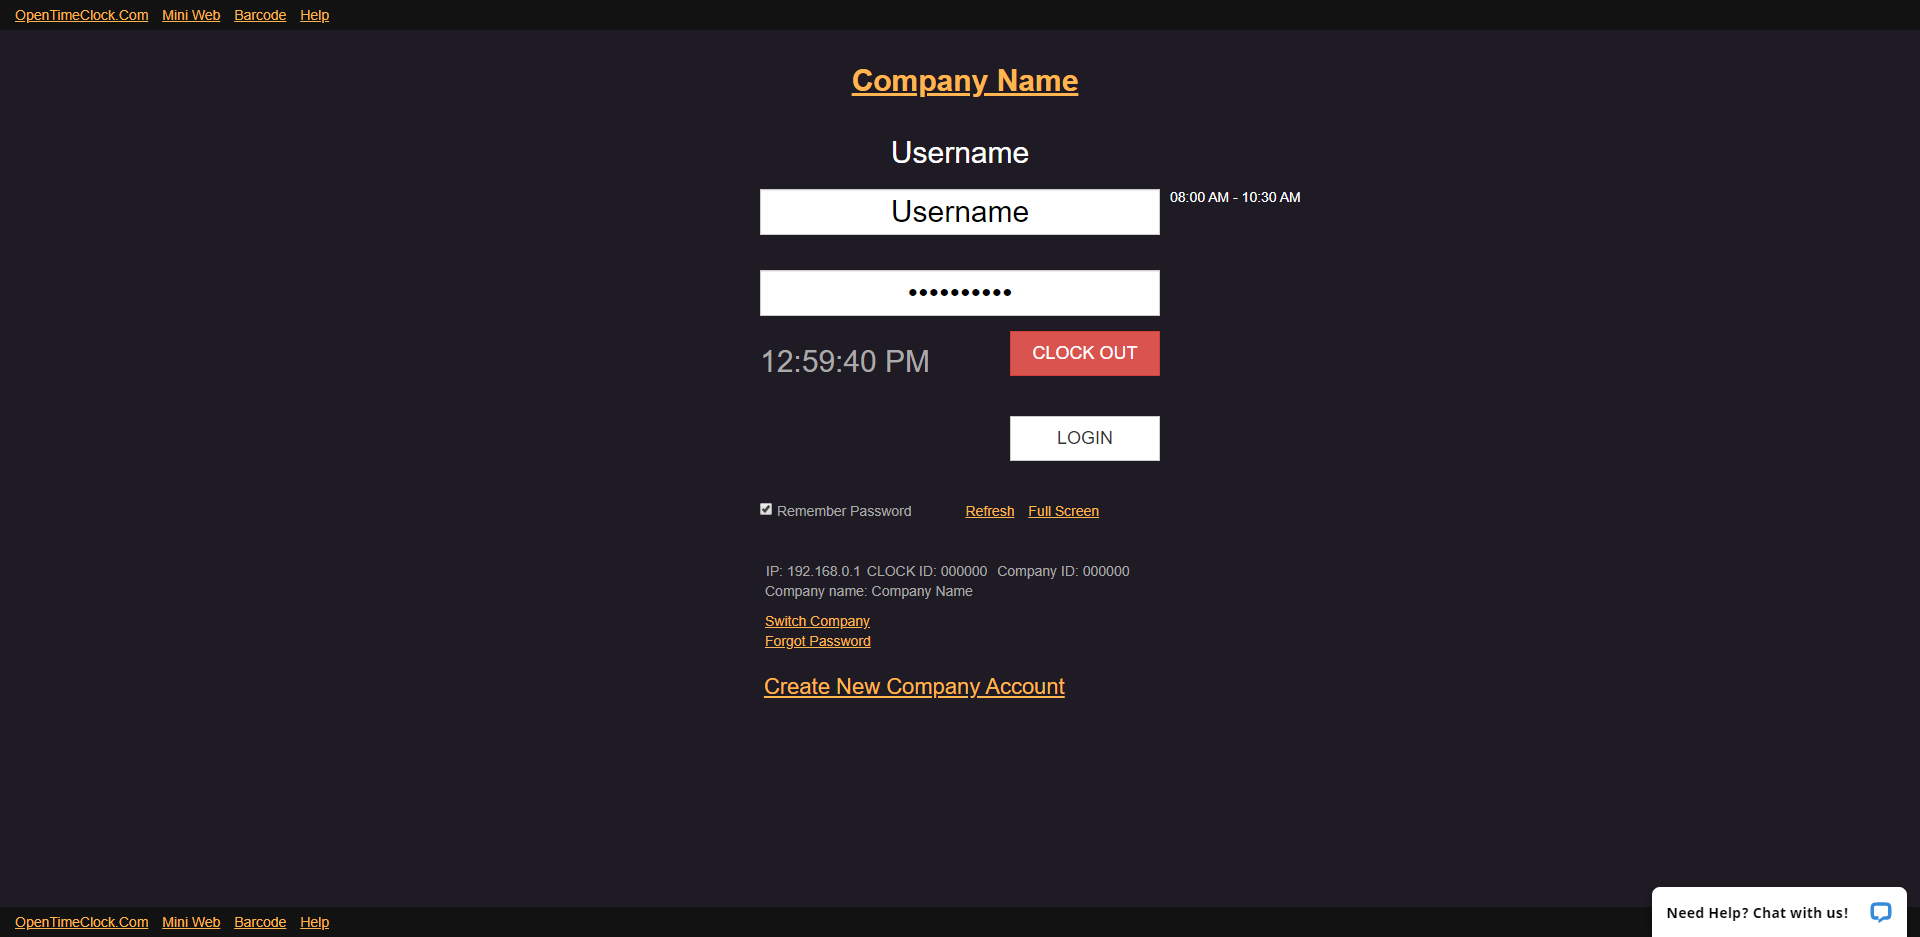 OpenTimeClock.Com Mini Web Barcode Help
Company Name
Username
Username 08:00 AM - 10:30 AM
••••••••••
12:59:40 PM CLOCK OUT
LOGIN
Remember Password Refresh Full Screen
IP: 192.168.0.1 CLOCK ID: 000000 Company ID: 000000
Company name: Company Name
Switch Company
Forgot Password
Create New Company Account
OpenTimeClock.Com Mini Web Barcode Help
Need Help? Chat with us!